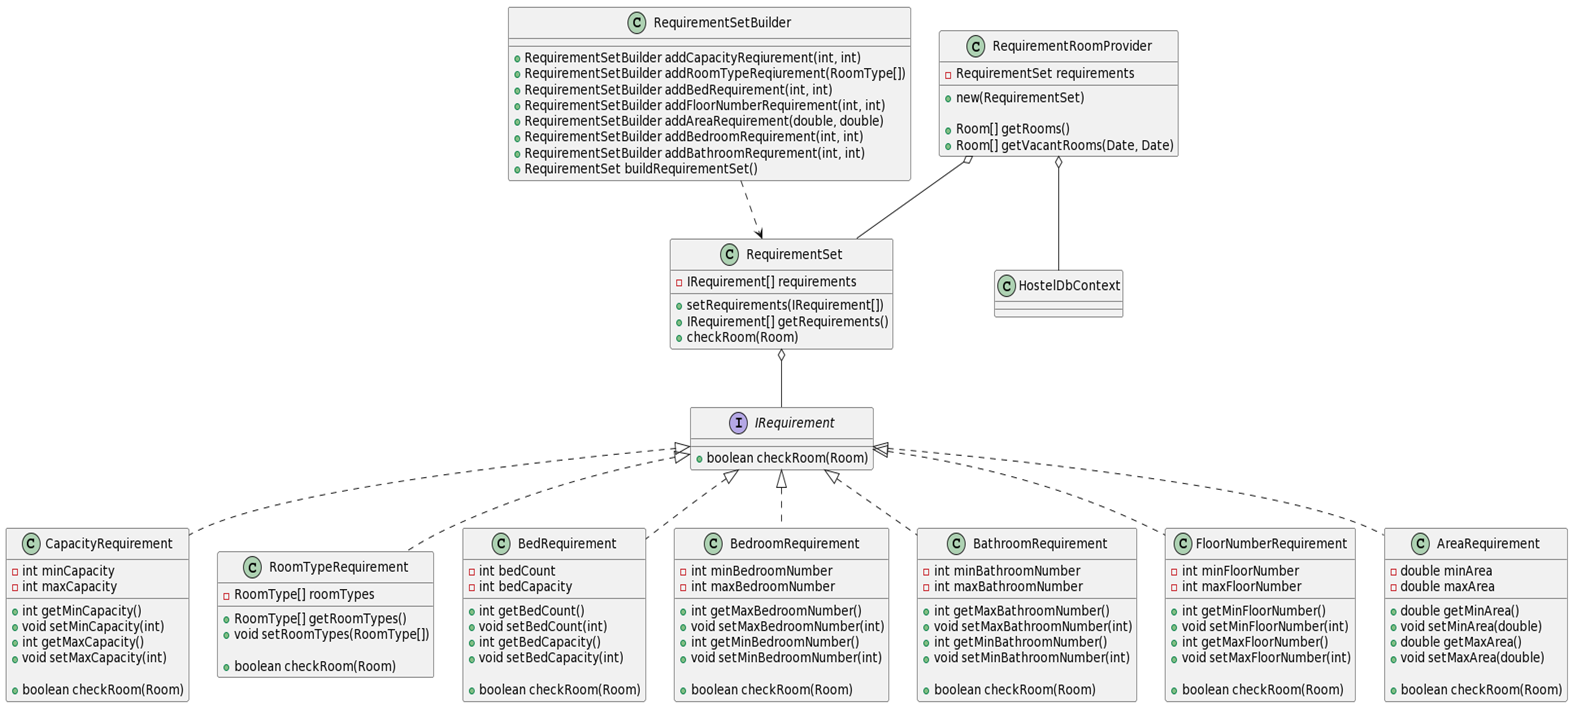 C RequirementSetBuilder
RequirementSetBuilder addCapacityReqiurement(int, int)
RequirementSetBuilder addRoomTypeReqiurement(RoomType[])
RequirementSetBuilder addBedRequirement(int, int)
RequirementSetBuilder addFloorNumberRequirement(int, int)
RequirementSetBuilder addAreaRequirement(double, double)
RequirementSetBuilder addBedroomRequirement(int, int)
RequirementSetBuilder addBathroomRequrement(int, int)
RequirementSet buildRequirementSet()
C RequirementRoomProvider
RequirementSet requirements
new(RequirementSet)
Room[] getRooms()
Room[] getVacantRooms(Date, Date)
C RequirementSet
IRequirement[] requirements
setRequirements(IRequirement[])
IRequirement[] getRequirements()
checkRoom(Room)
C HostelDbContext
I IRequirement
boolean checkRoom(Room)
C CapacityRequirement
int minCapacity
int maxCapacity
int getMinCapacity()
void setMinCapacity(int)
int getMaxCapacity()
void setMaxCapacity(int)
boolean checkRoom(Room)
C RoomTypeRequirement
RoomType[] roomTypes
RoomType[] getRoomTypes()
void setRoomTypes(RoomType[])
boolean checkRoom(Room)
C BedRequirement
int bedCount
int bedCapacity
int getBedCount()
void setBedCount(int)
int getBedCapacity()
void setBedCapacity(int)
boolean checkRoom(Room)
C BedroomRequirement
int minBedroomNumber
int maxBedroomNumber
int getMaxBedroomNumber()
void setMaxBedroomNumber(int)
int getMinBedroomNumber()
void setMinBedroomNumber(int)
boolean checkRoom(Room)
C BathroomRequirement
int minBathroomNumber
int maxBathroomNumber
int getMaxBathroomNumber()
void setMaxBathroomNumber(int)
int getMinBathroomNumber()
void setMinBathroomNumber(int)
boolean checkRoom(Room)
C FloorNumberRequirement
int minFloorNumber
int maxFloorNumber
int getMinFloorNumber()
void setMinFloorNumber(int)
int getMaxFloorNumber()
void setMaxFloorNumber(int)
boolean checkRoom(Room)
C AreaRequirement
double minArea
double maxArea
double getMinArea()
void setMinArea(double)
double getMaxArea()
void setMaxArea(double)
boolean checkRoom(Room)